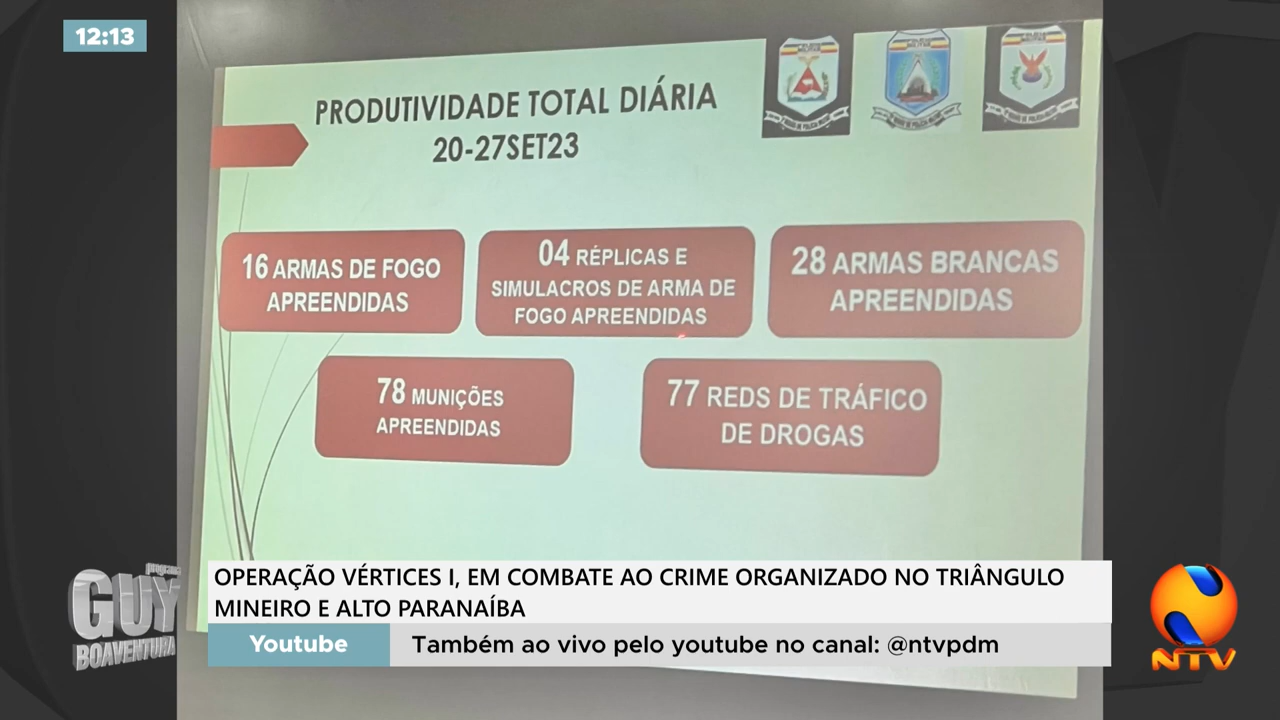 12:13
PRODUTIVIDADE TOTAL DIÁRIA
20-27SET23
16 ARMAS DE FOGO
APREENDIDAS
04 RÉPLICAS E
SIMULACROS DE ARMA DE
FOGO APREENDIDAS
28 ARMAS BRANCAS
APREENDIDAS
78 MUNIÇÕES
APREENDIDAS
77 REDS DE TRÁFICO
DE DROGAS
programa
GUY
BOAVENTURA
OPERAÇÃO VÉRTICES I, EM COMBATE AO CRIME ORGANIZADO NO TRIÂNGULO
MINEIRO E ALTO PARANAÍBA
Youtube
Também ao vivo pelo youtube no canal: @ntvpdm
NTV